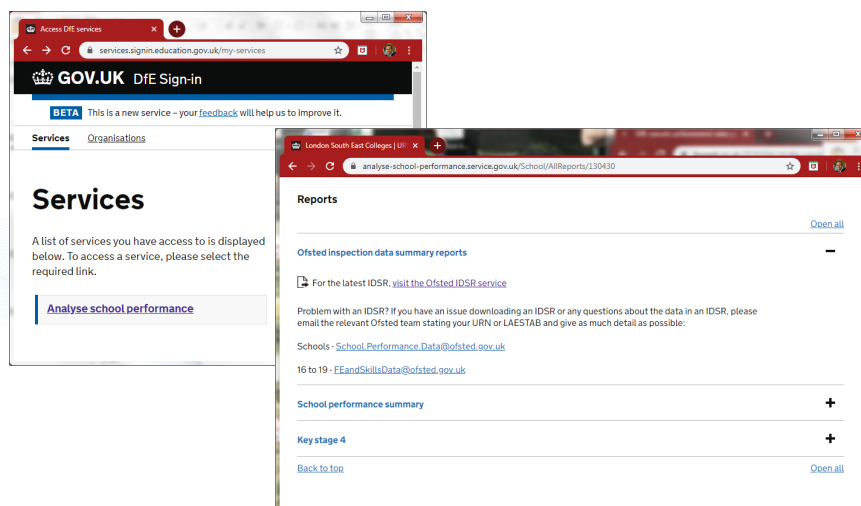 Access DfE services
services.signin.education.gov.uk/my-services
GOV.UK DfE Sign-in
BETA This is a new service – your feedback will help us to improve it.
Services Organisations
Services
A list of services you have access to is displayed
below. To access a service, please select the
required link.
Analyse school performance
London South East Colleges | UR
analyse-school-performance.service.gov.uk/School/AllReports/130430
Reports
Open all
Ofsted inspection data summary reports
For the latest IDSR, visit the Ofsted IDSR service
Problem with an IDSR? If you have an issue downloading an IDSR or any questions about the data in an IDSR, please
email the relevant Ofsted team stating your URN or LAESTAB and give as much detail as possible:
Schools - School.Performance.Data@ofsted.gov.uk
16 to 19 - FEandSkillsData@ofsted.gov.uk
School performance summary
Key stage 4
Back to top Open all